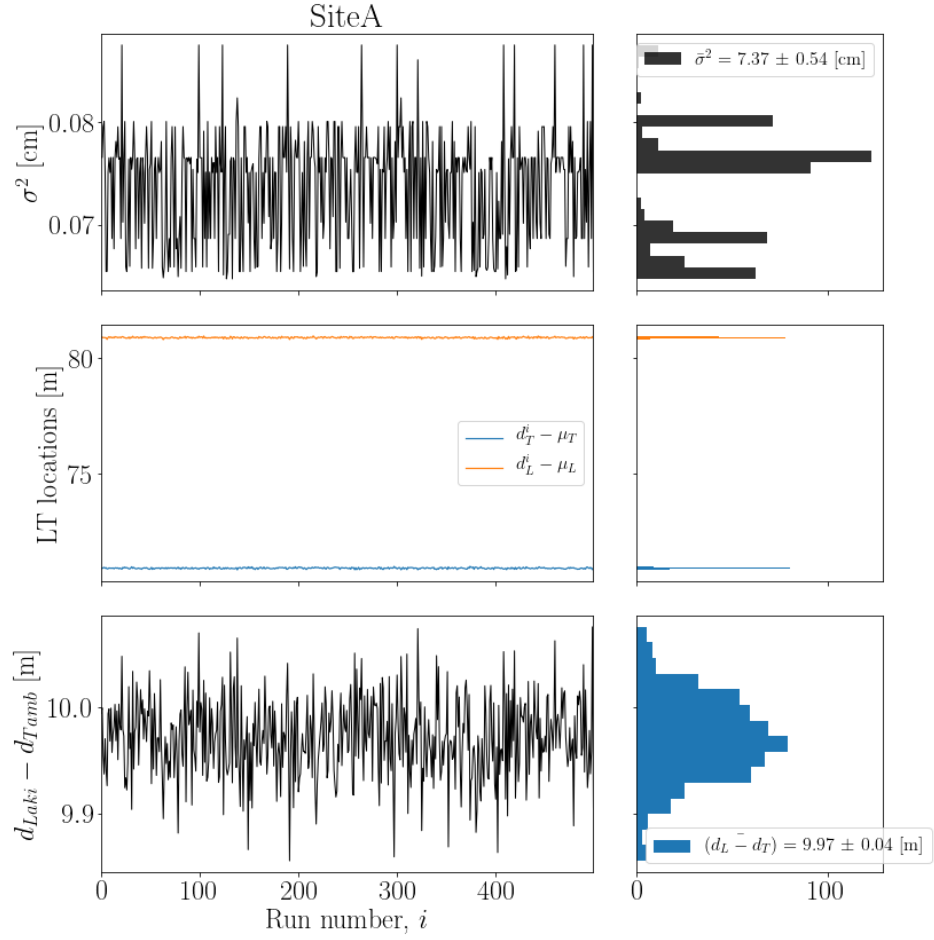 SiteA
σ² [cm]
0.08
0.07
σ̄² = 7.37 ± 0.54 [cm]
LT locations [m]
80
75
dⁱ_T − μ_T
dⁱ_L − μ_L
d_Laki − d_Tamb [m]
10.0
9.9
(d_L −̄ d_T) = 9.97 ± 0.04 [m]
0 100 200 300 400
0 100
Run number, i